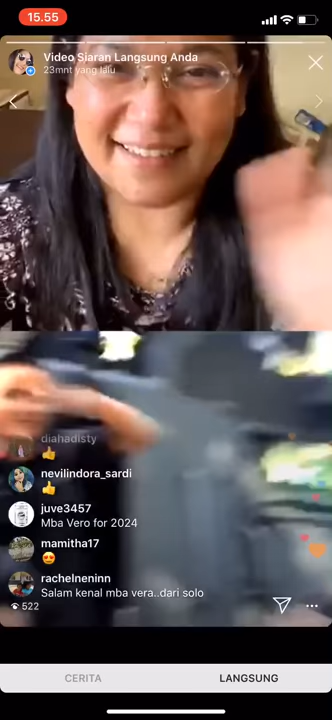 15.55
Video Siaran Langsung Anda
23mnt yang lalu
diahadisty
👍
nevilindora_sardi
👍
juve3457
Mba Vero for 2024
mamitha17
😍
rachelneninn
Salam kenal mba vera..dari solo
522
CERITA
LANGSUNG